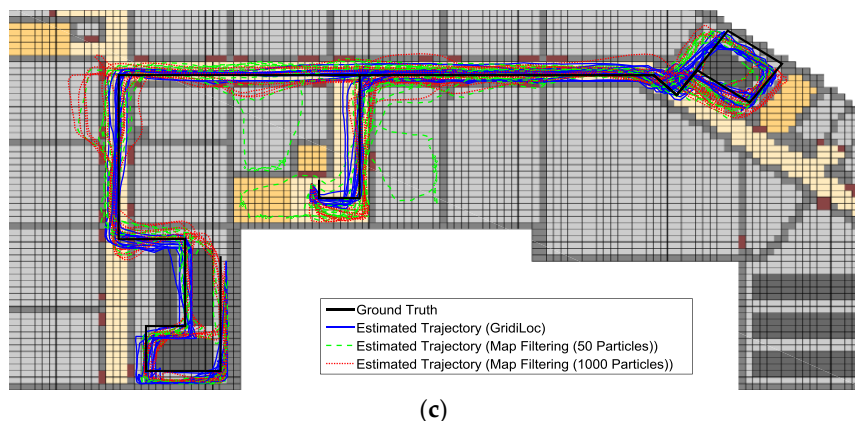 Ground Truth
Estimated Trajectory (GridiLoc)
Estimated Trajectory (Map Filtering (50 Particles))
Estimated Trajectory (Map Filtering (1000 Particles))
(c)